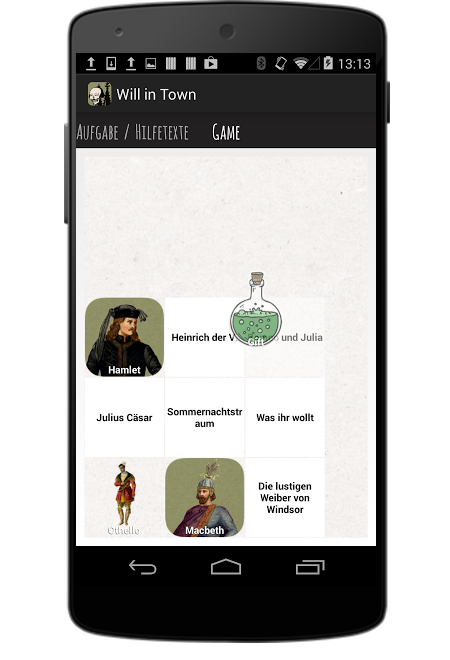 13:13
Will in Town
Aufgabe / Hilfetexte Game
Heinrich der V und Julia
Gift
Hamlet
Julius Cäsar
Sommernachtstr
aum
Was ihr wollt
Othello
Macbeth
Die lustigen
Weiber von
Windsor